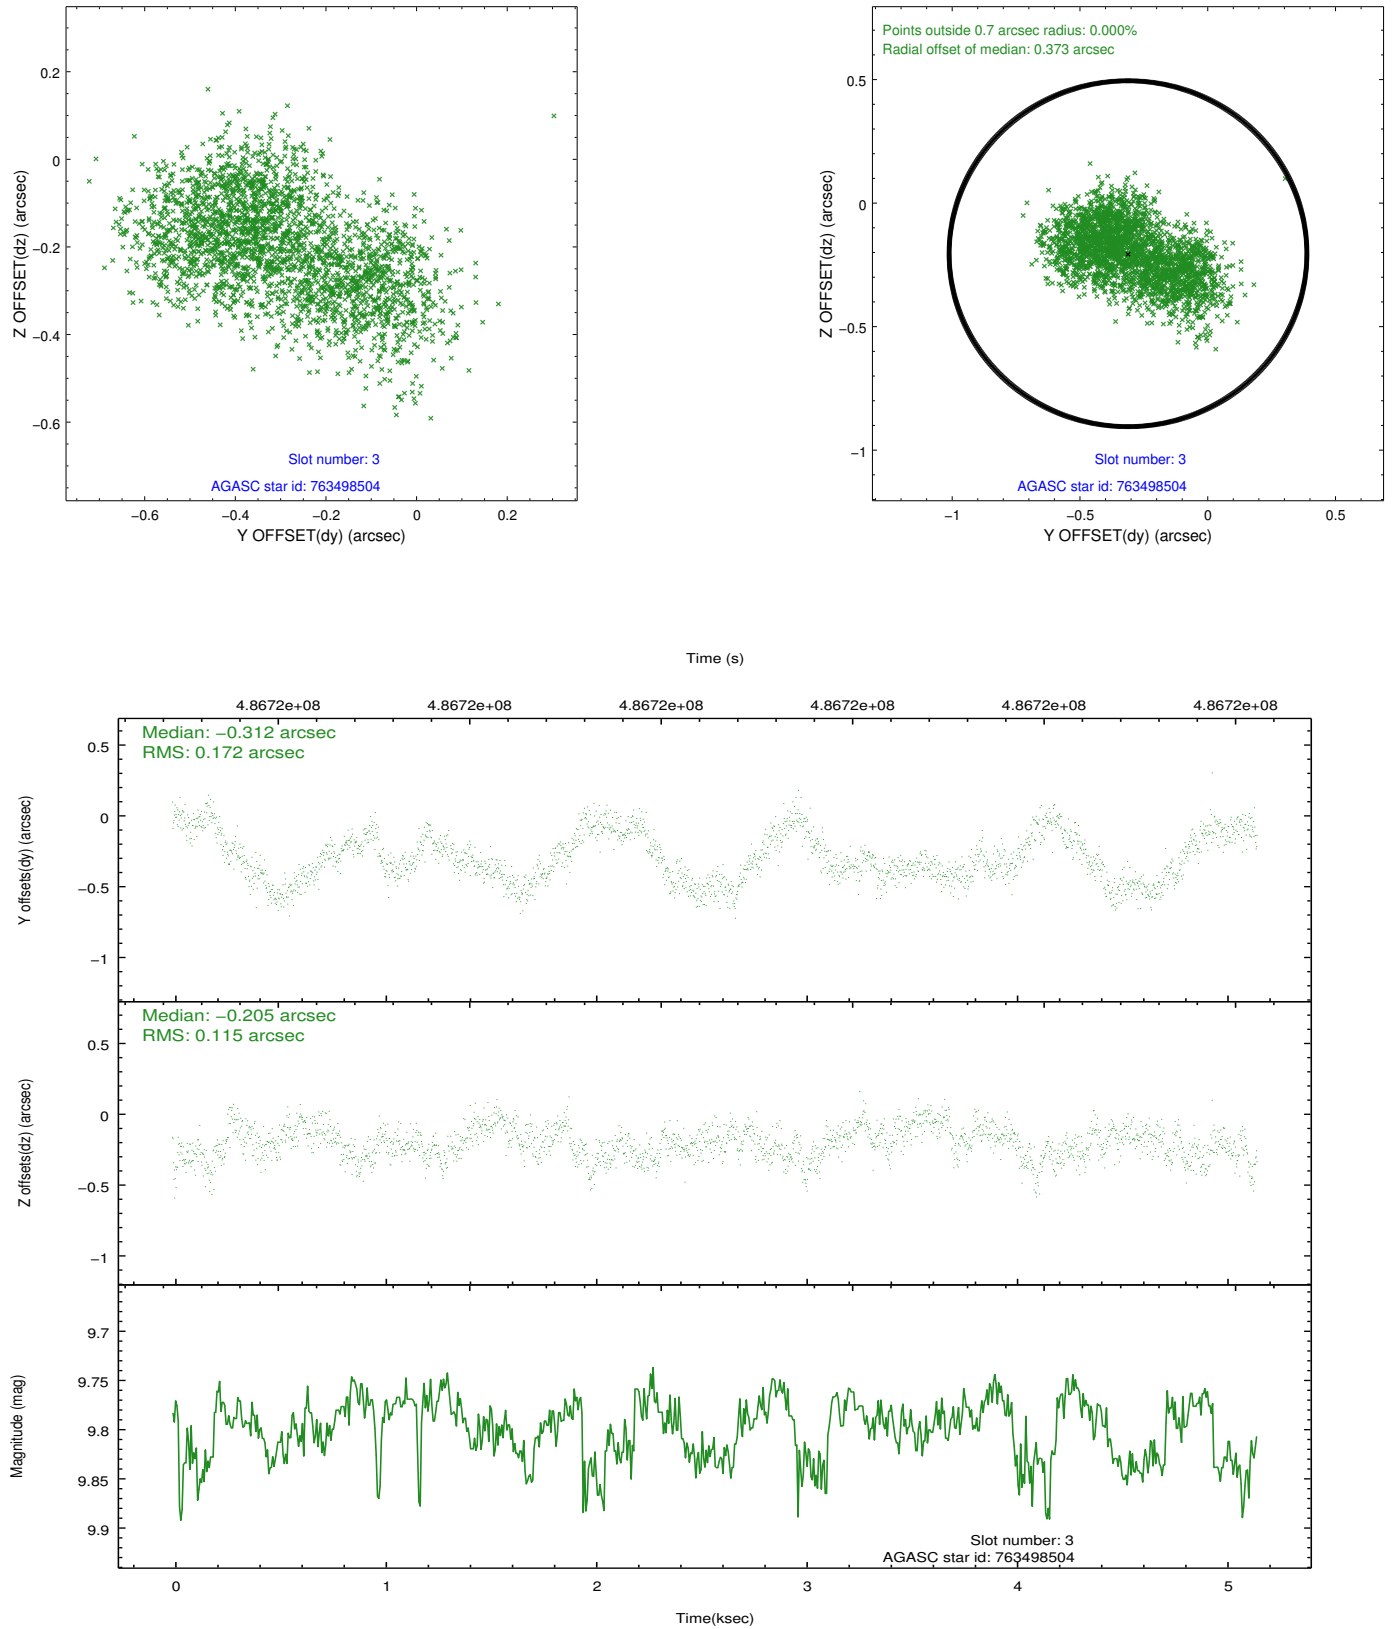 0.2
0
−0.2
−0.4
−0.6
Z OFFSET(dz) (arcsec)
Slot number: 3
AGASC star id: 763498504
−0.6 −0.4 −0.2 0 0.2
Y OFFSET(dy) (arcsec)
Points outside 0.7 arcsec radius: 0.000%
Radial offset of median: 0.373 arcsec
0.5
0
−0.5
−1
Z OFFSET(dz) (arcsec)
Slot number: 3
AGASC star id: 763498504
−1 −0.5 0 0.5
Y OFFSET(dy) (arcsec)
Time (s)
4.8672e+08 4.8672e+08 4.8672e+08 4.8672e+08 4.8672e+08 4.8672e+08
Median: −0.312 arcsec
RMS: 0.172 arcsec
0.5
0
−0.5
−1
Y offsets(dy) (arcsec)
Median: −0.205 arcsec
RMS: 0.115 arcsec
0.5
0
−0.5
−1
Z offsets(dz) (arcsec)
9.7
9.75
9.8
9.85
9.9
Magnitude (mag)
Slot number: 3
AGASC star id: 763498504
0 1 2 3 4 5
Time(ksec)